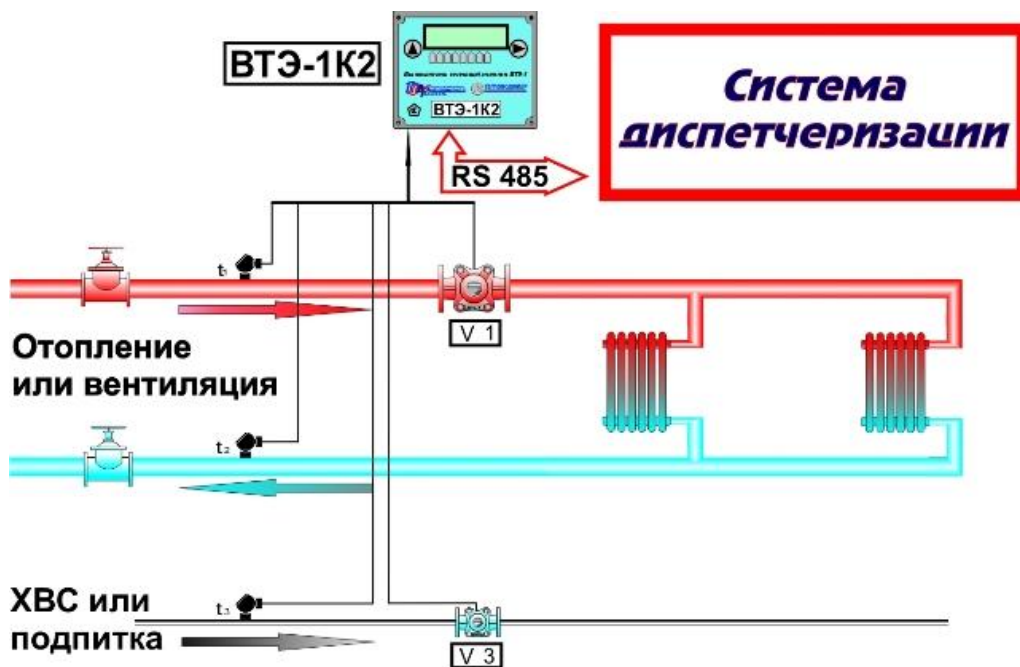 ВТЭ-1К2
ВТЭ-1К2
Система
диспетчеризации
RS 485
t₁
V 1
Отопление
или вентиляция
t₂
ХВС или
подпитка
t₃
V 3